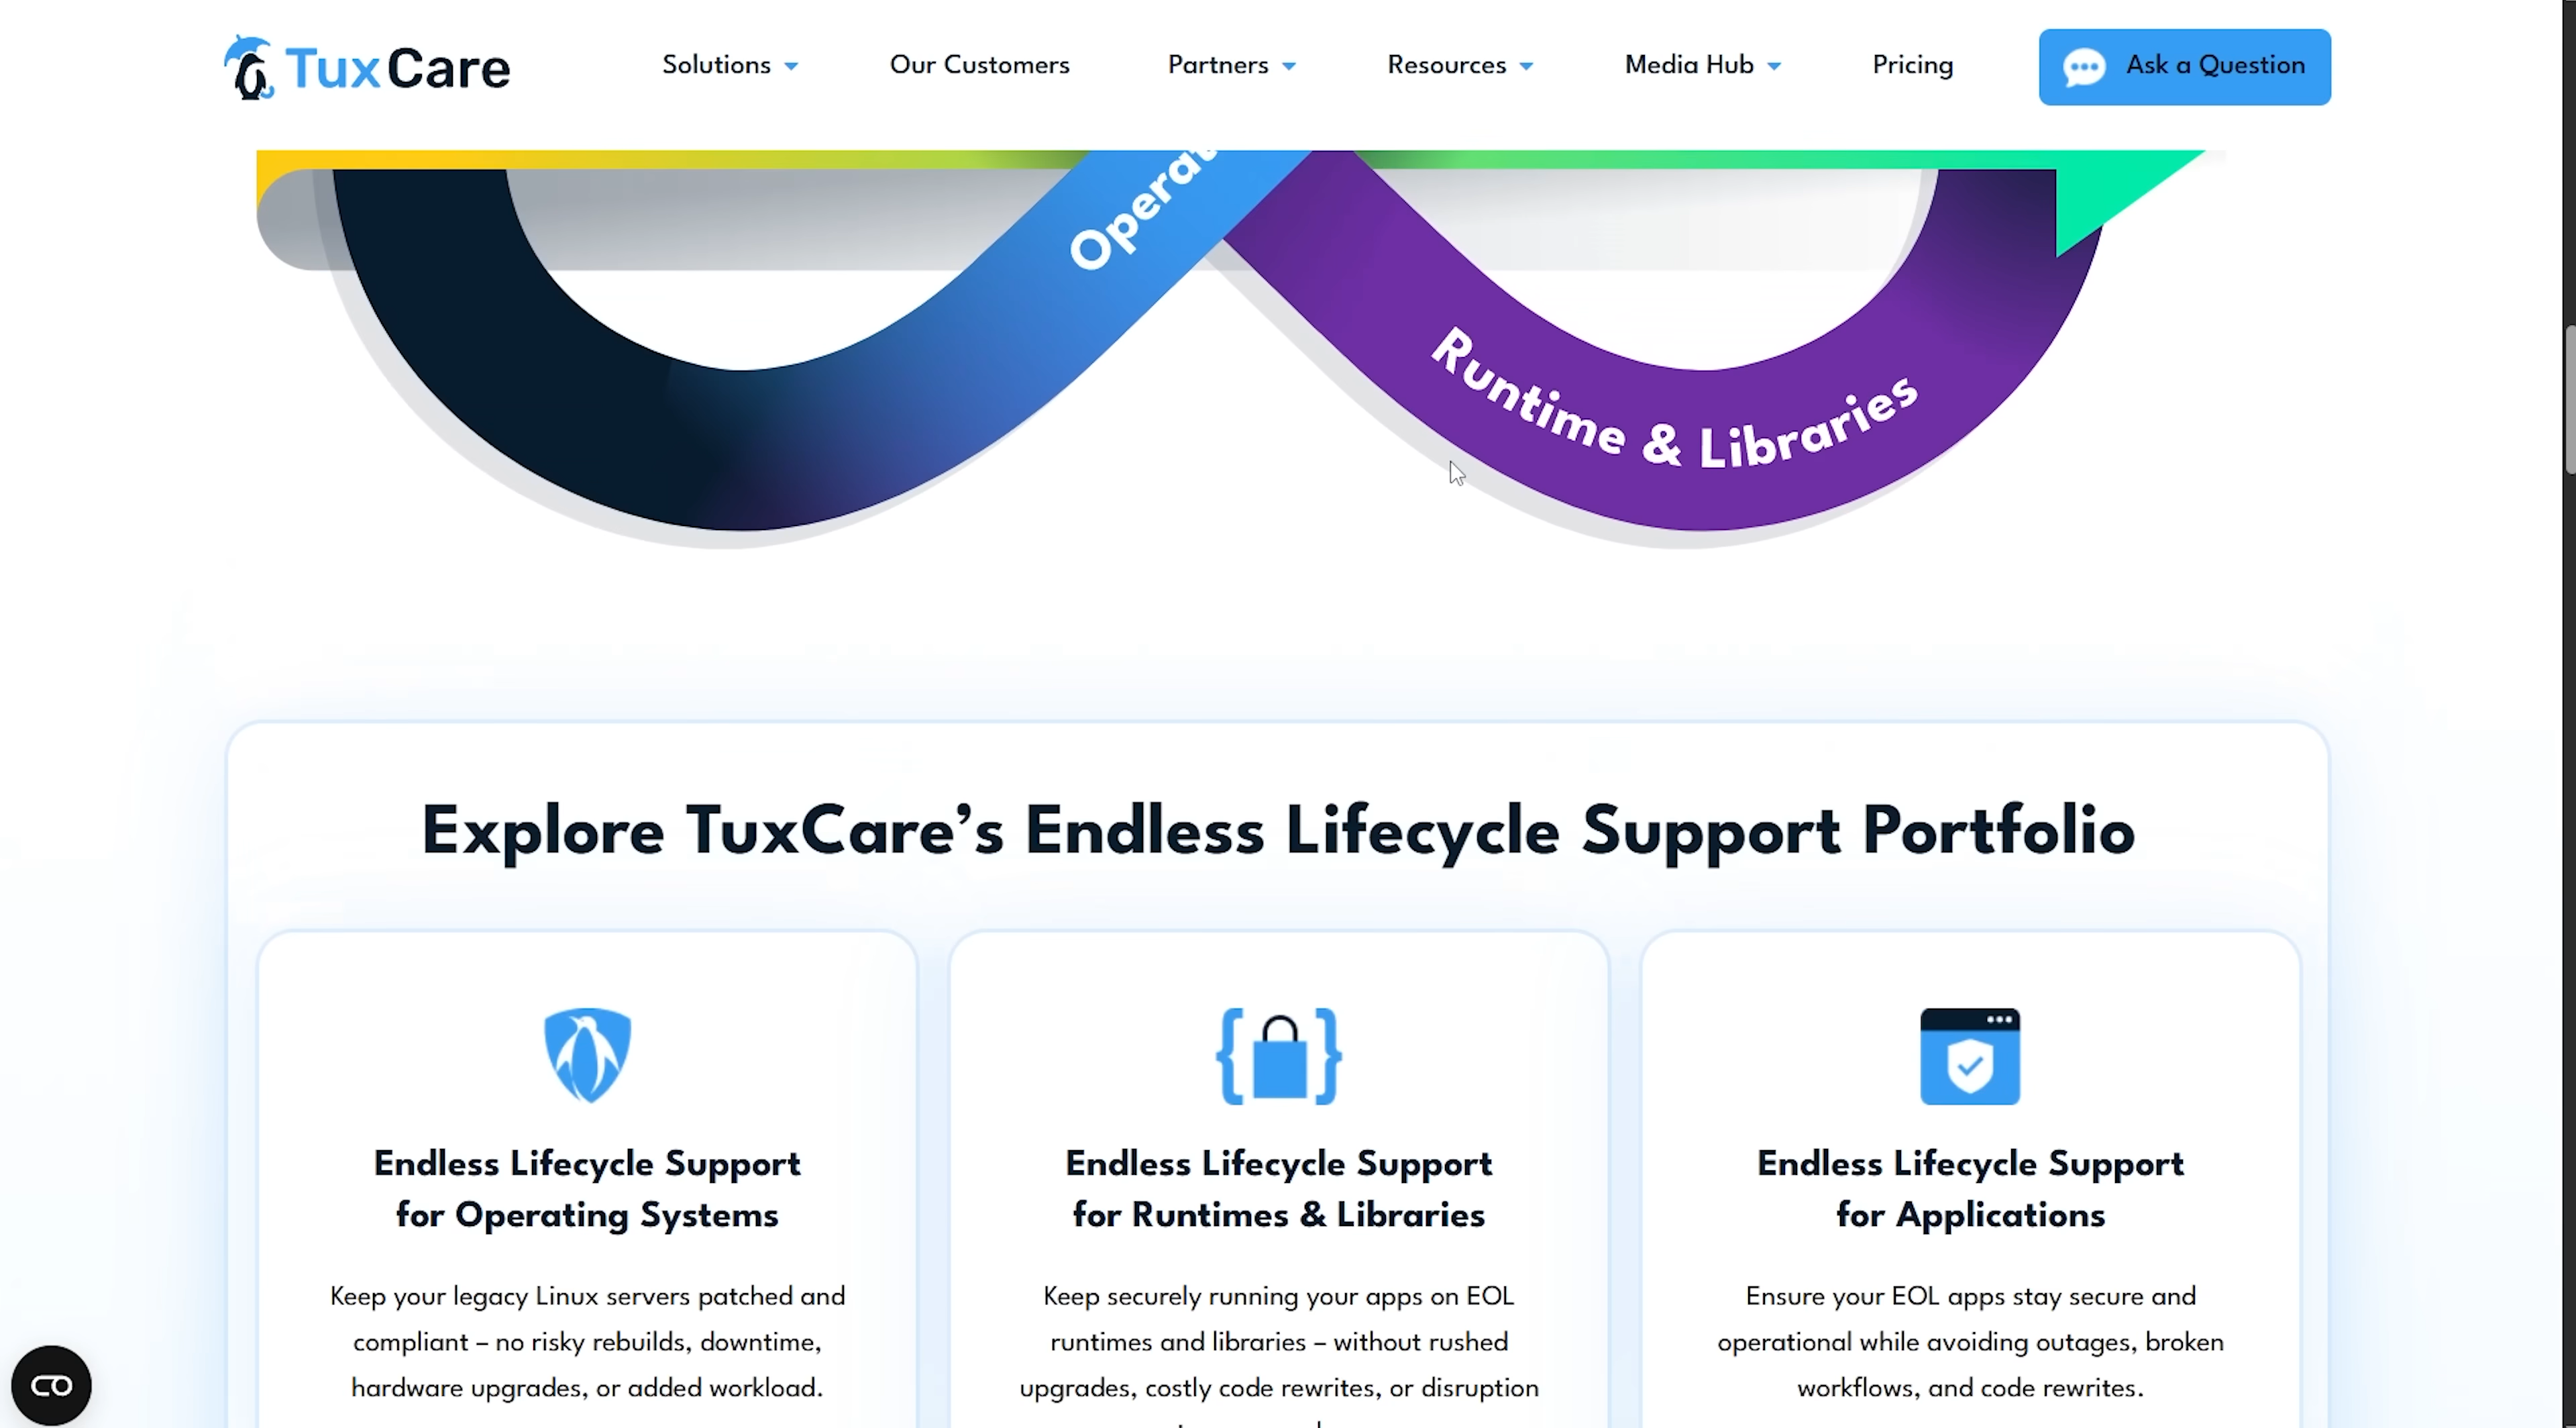 TuxCare
Solutions
Our Customers
Partners
Resources
Media Hub
Pricing
Ask a Question
Operat
Runtime & Libraries
Explore TuxCare’s Endless Lifecycle Support Portfolio
Endless Lifecycle Support
for Operating Systems
Keep your legacy Linux servers patched and
compliant – no risky rebuilds, downtime,
hardware upgrades, or added workload.
Endless Lifecycle Support
for Runtimes & Libraries
Keep securely running your apps on EOL
runtimes and libraries – without rushed
upgrades, costly code rewrites, or disruption
Endless Lifecycle Support
for Applications
Ensure your EOL apps stay secure and
operational while avoiding outages, broken
workflows, and code rewrites.